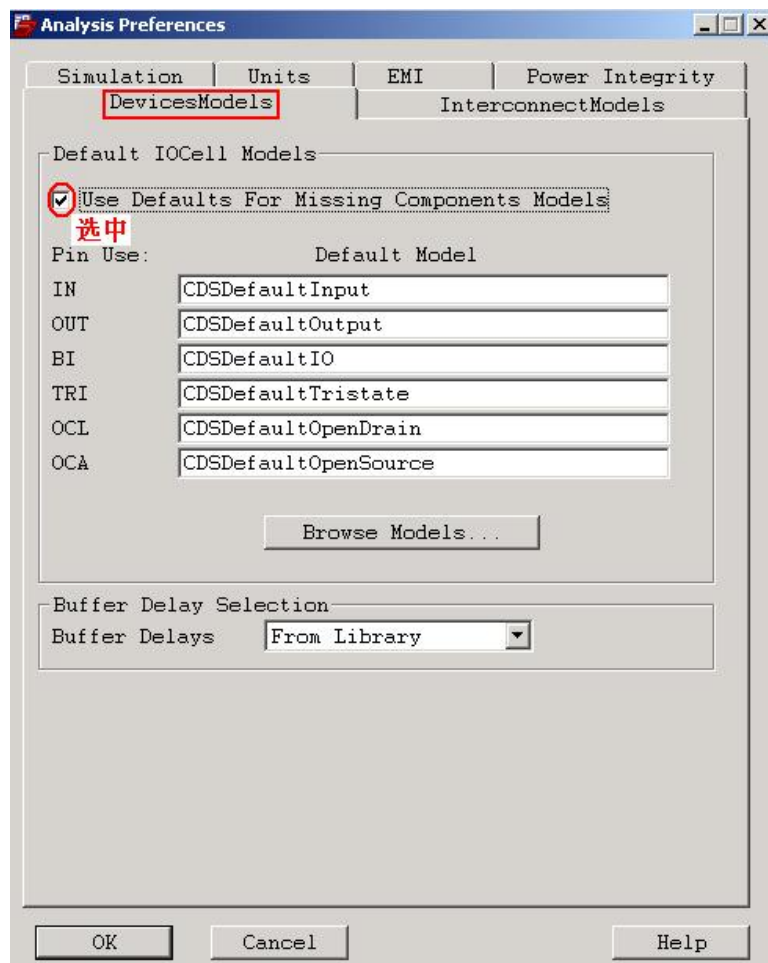 Analysis Preferences
Simulation Units EMI Power Integrity
DevicesModels InterconnectModels
Default IOCell Models
Use Defaults For Missing Components Models
选中
Pin Use: Default Model
IN CDSDefaultInput
OUT CDSDefaultOutput
BI CDSDefaultIO
TRI CDSDefaultTristate
OCL CDSDefaultOpenDrain
OCA CDSDefaultOpenSource
Browse Models...
Buffer Delay Selection
Buffer Delays From Library
OK Cancel Help